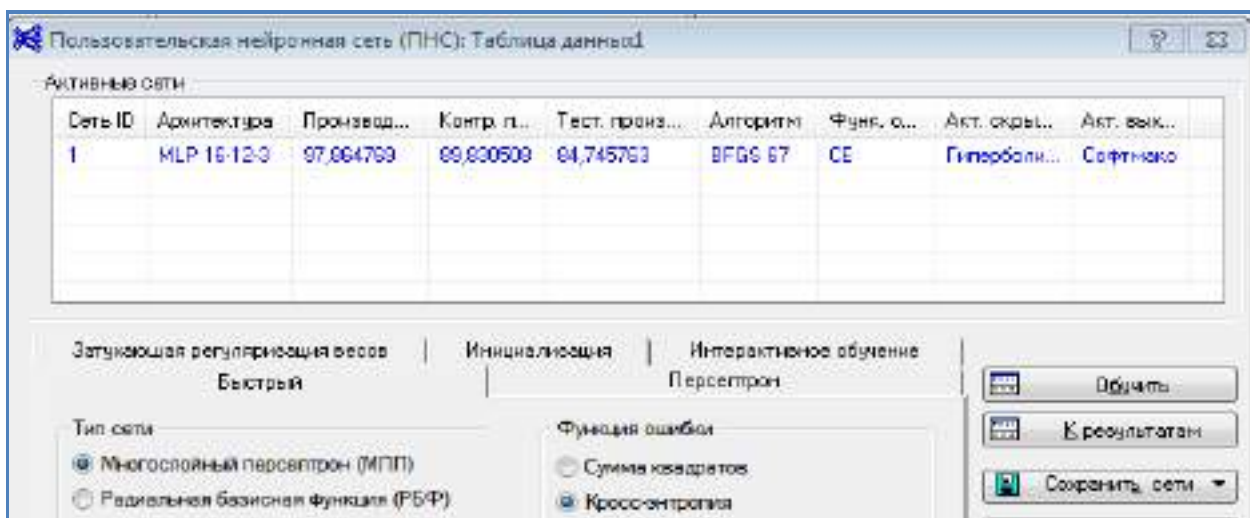 Пользовательская нейронная сеть (ПНС): Таблица данных1
Активные сети
Сеть ID Архитектура Производ... Контр. п... Тест. произ... Алгоритм Функ. о... Акт. скры... Акт. вых...
1 MLP 16-12-3 97,864769 89,830509 84,745763 BFGS 67 CE Гиперболи... Софтмакс
Затухающая регуляризация весов Инициализация Интерактивное обучение
Быстрый Персептрон
Обучить
Тип сети Функция ошибки
К результатам
Многослойный персептрон (МПП) Сумма квадратов
Сохранить сети
Радиальная базисная функция (РБФ) Кросс-энтропия